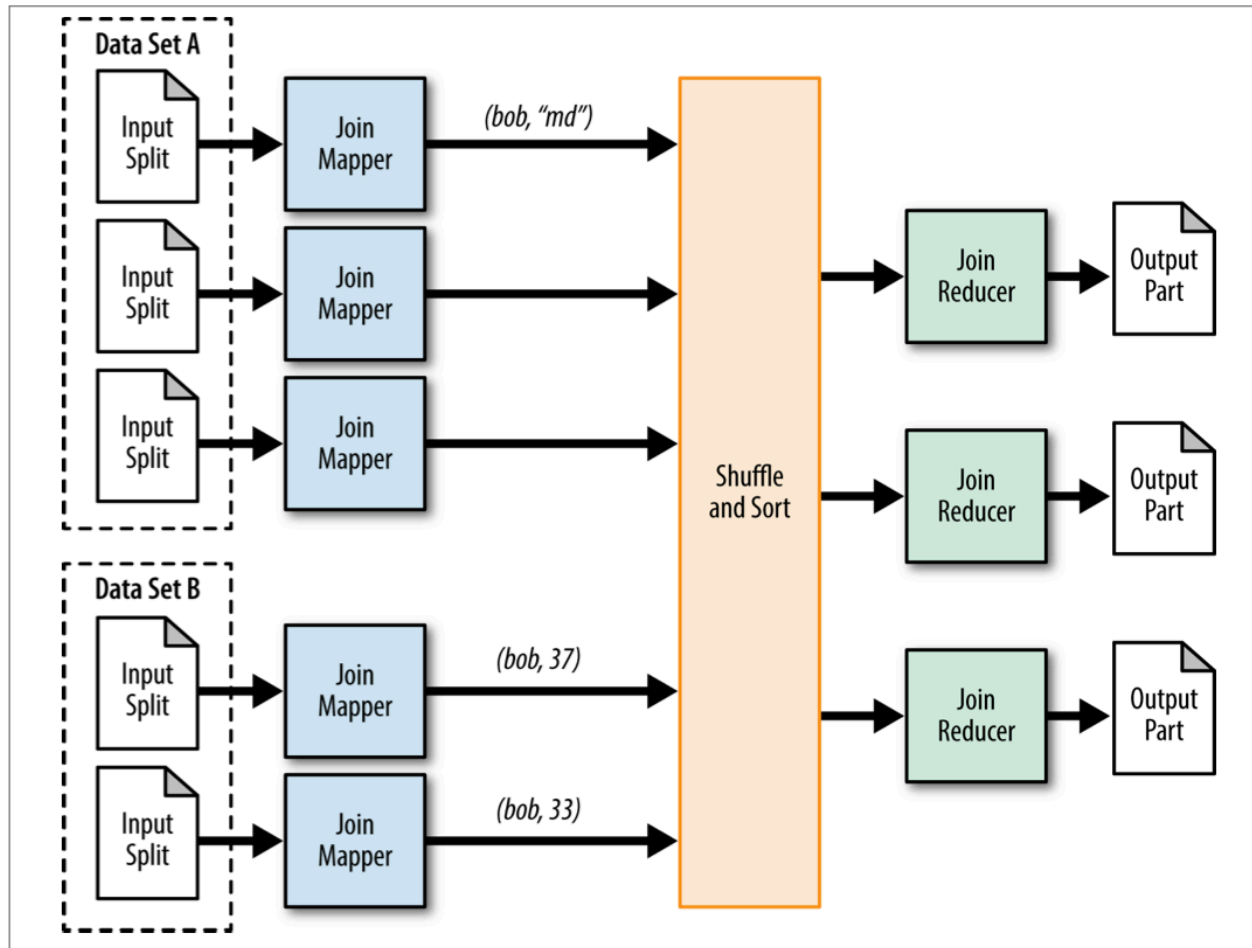 Data Set A
Input
Split
Join
Mapper
(bob, “md”)
Input
Split
Join
Mapper
Input
Split
Join
Mapper
Data Set B
Input
Split
Join
Mapper
(bob, 37)
Input
Split
Join
Mapper
(bob, 33)
Shuffle
and Sort
Join
Reducer
Output
Part
Join
Reducer
Output
Part
Join
Reducer
Output
Part